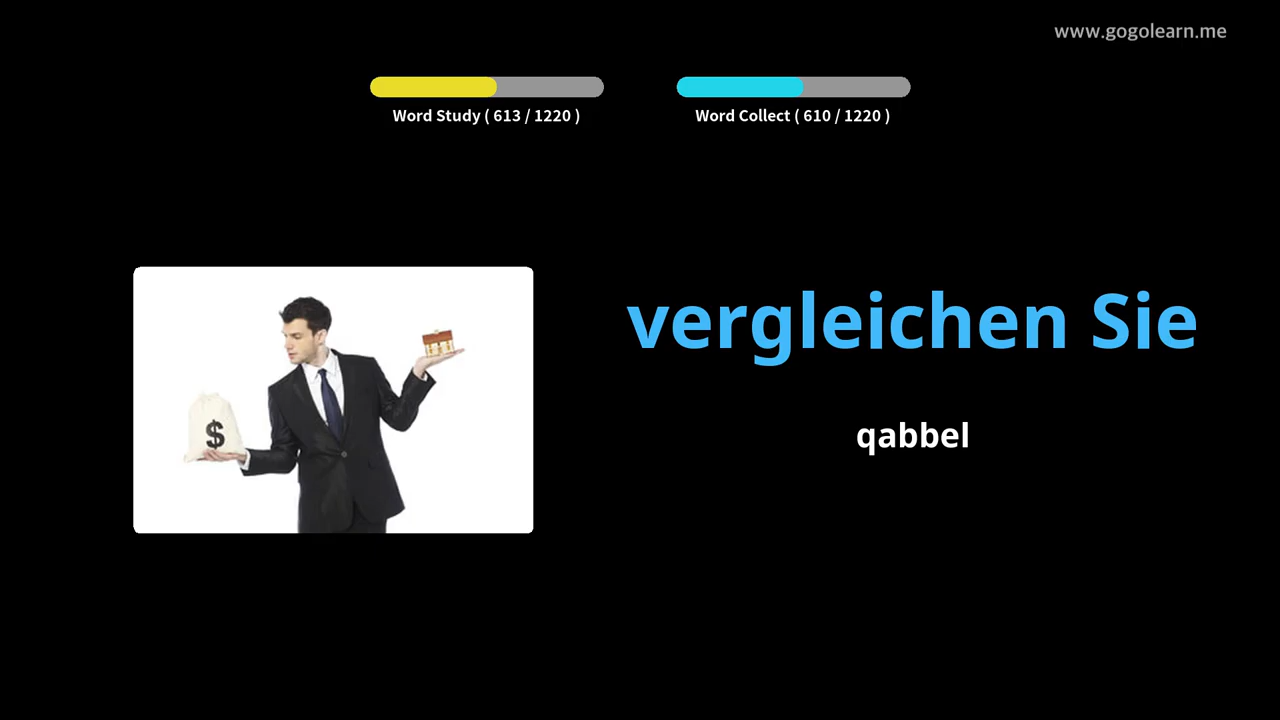 www.gogolearn.me
Word Study ( 613 / 1220 )
Word Collect ( 610 / 1220 )
vergleichen Sie
$
qabbel